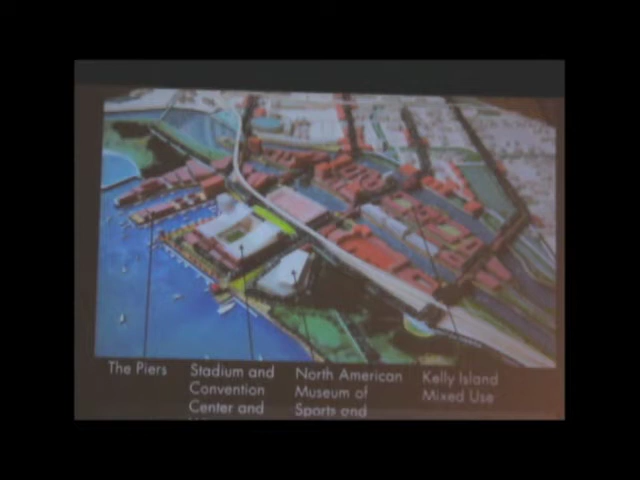 The Piers
Stadium and
Convention
Center and
North American
Museum of
Sports and
Kelly Island
Mixed Use